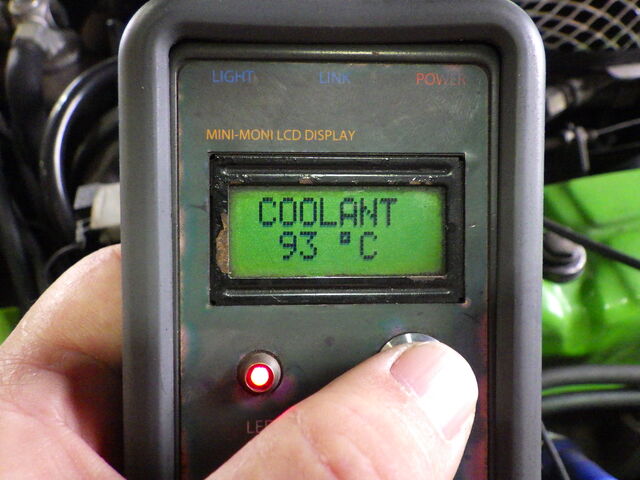 LIGHT LINK POWER
MINI-MONI LCD DISPLAY
COOLANT
93 °C